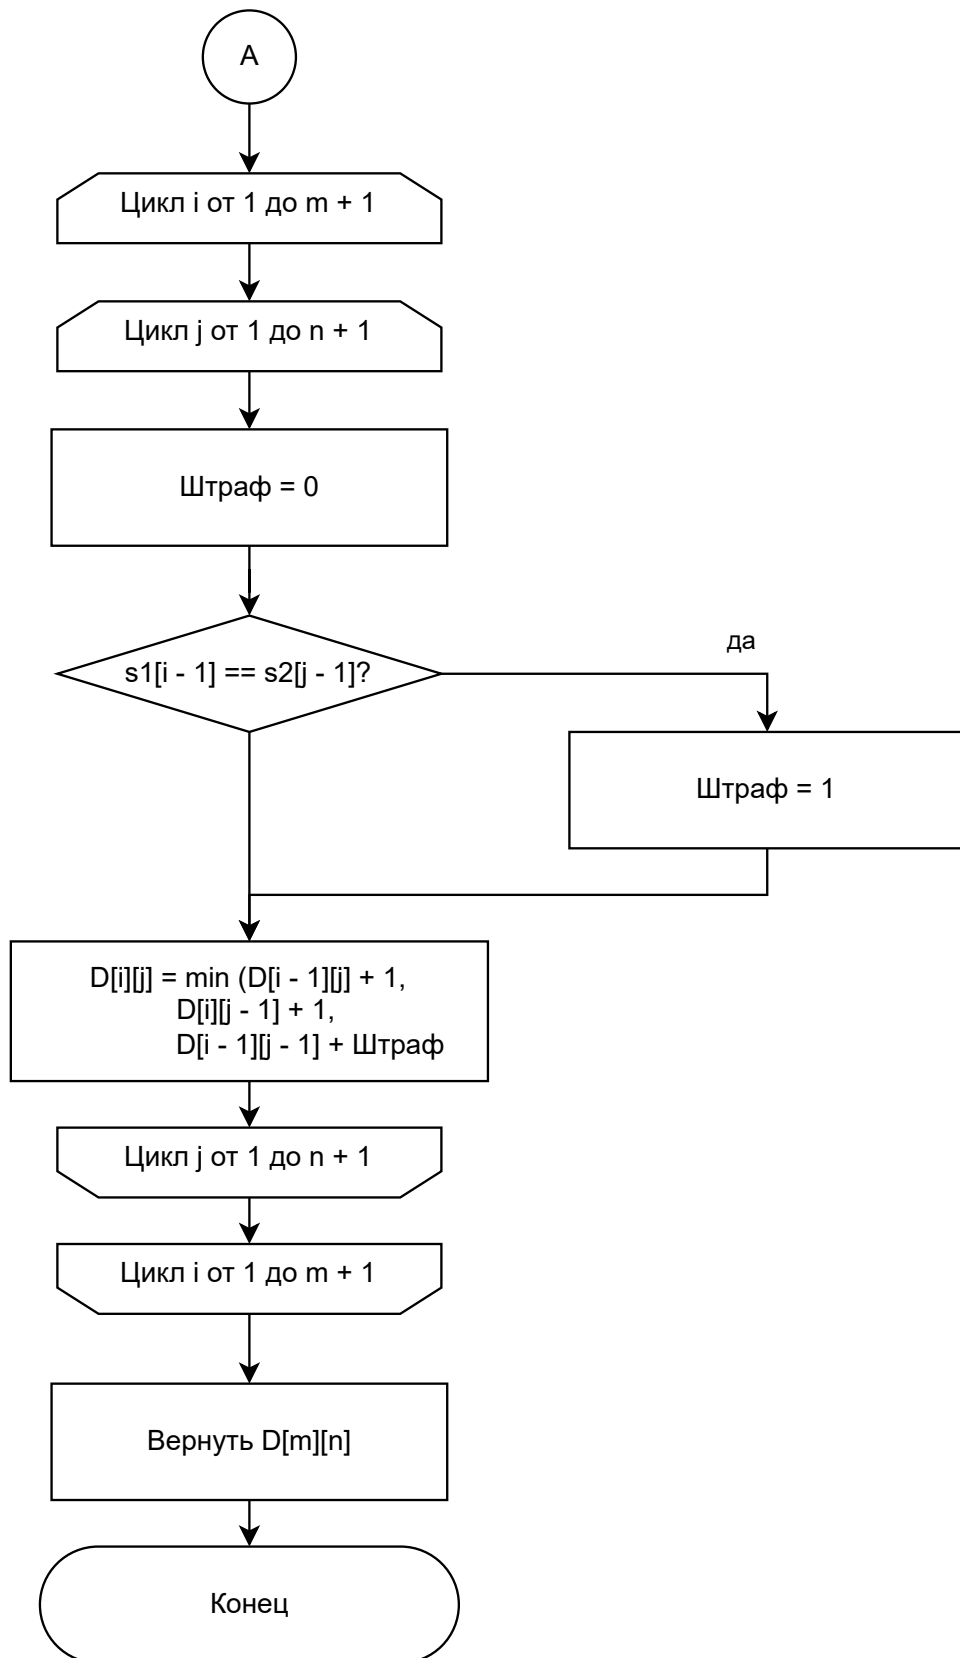 A
Цикл i от 1 до m + 1
Цикл j от 1 до n + 1
Штраф = 0
s1[i - 1] == s2[j - 1]?
да
Штраф = 1
D[i][j] = min (D[i - 1][j] + 1,
D[i][j - 1] + 1,
D[i - 1][j - 1] + Штраф
Цикл j от 1 до n + 1
Цикл i от 1 до m + 1
Вернуть D[m][n]
Конец